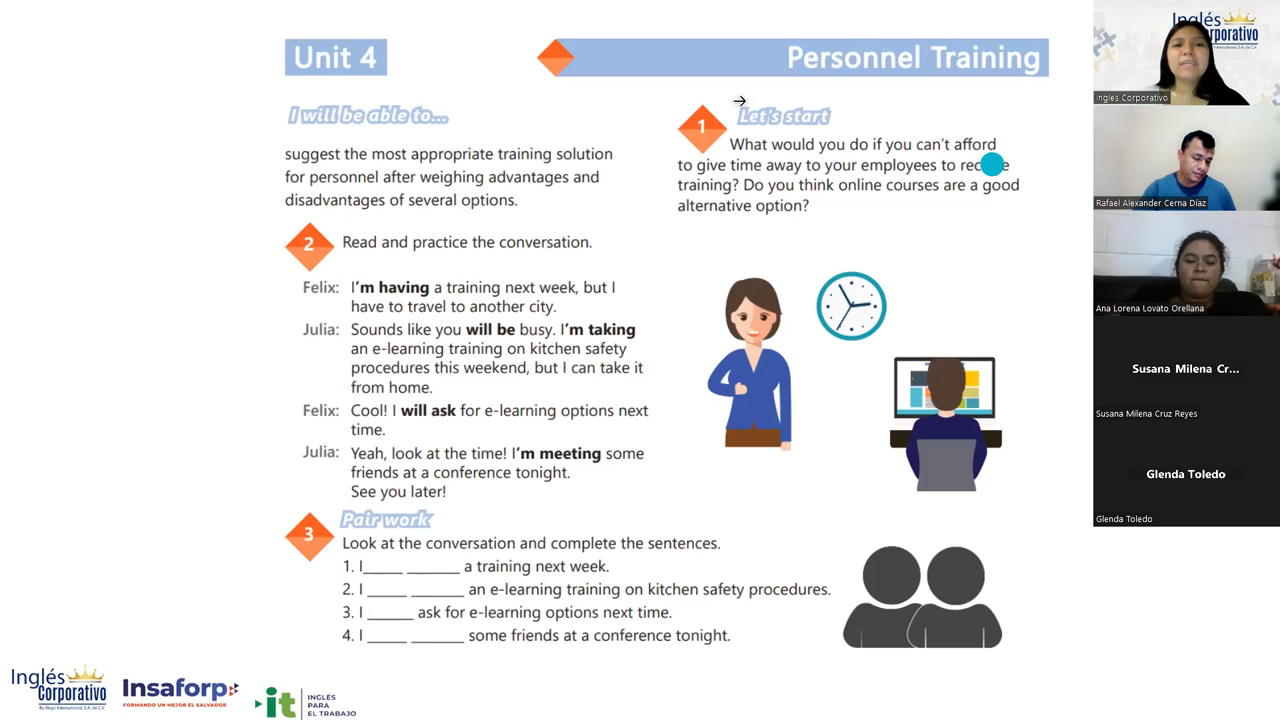 Unit 4
Personnel Training
I will be able to...
suggest the most appropriate training solution
for personnel after weighing advantages and
disadvantages of several options.
1
Let's start
What would you do if you can't afford
to give time away to your employees to
training? Do you think online courses are a good
alternative option?
2
Read and practice the conversation.
Felix: I'm having a training next week, but I
have to travel to another city.
Julia: Sounds like you will be busy. I'm taking
an e-learning training on kitchen safety
procedures this weekend, but I can take it
from home.
Felix: Cool! I will ask for e-learning options next
time.
Julia: Yeah, look at the time! I'm meeting some
friends at a conference tonight.
See you later!
3
Pair work
Look at the conversation and complete the sentences.
1. I_____ _______ a training next week.
2. I _____ _______ an e-learning training on kitchen safety procedures.
3. I ______ ask for e-learning options next time.
4. I _____ _______ some friends at a conference tonight.
Inglés
Corporativo
By Regal International, S.A. de C.V.
Insaforp
FORMANDO UN MEJOR EL SALVADOR
it
INGLÉS
PARA
EL TRABAJO
Inglés
Corporativo
Rafael Alexander Cerna Díaz
Ana Lorena Lovato Orellana
Susana Milena Cr...
Susana Milena Cruz Reyes
Glenda Toledo
Glenda Toledo